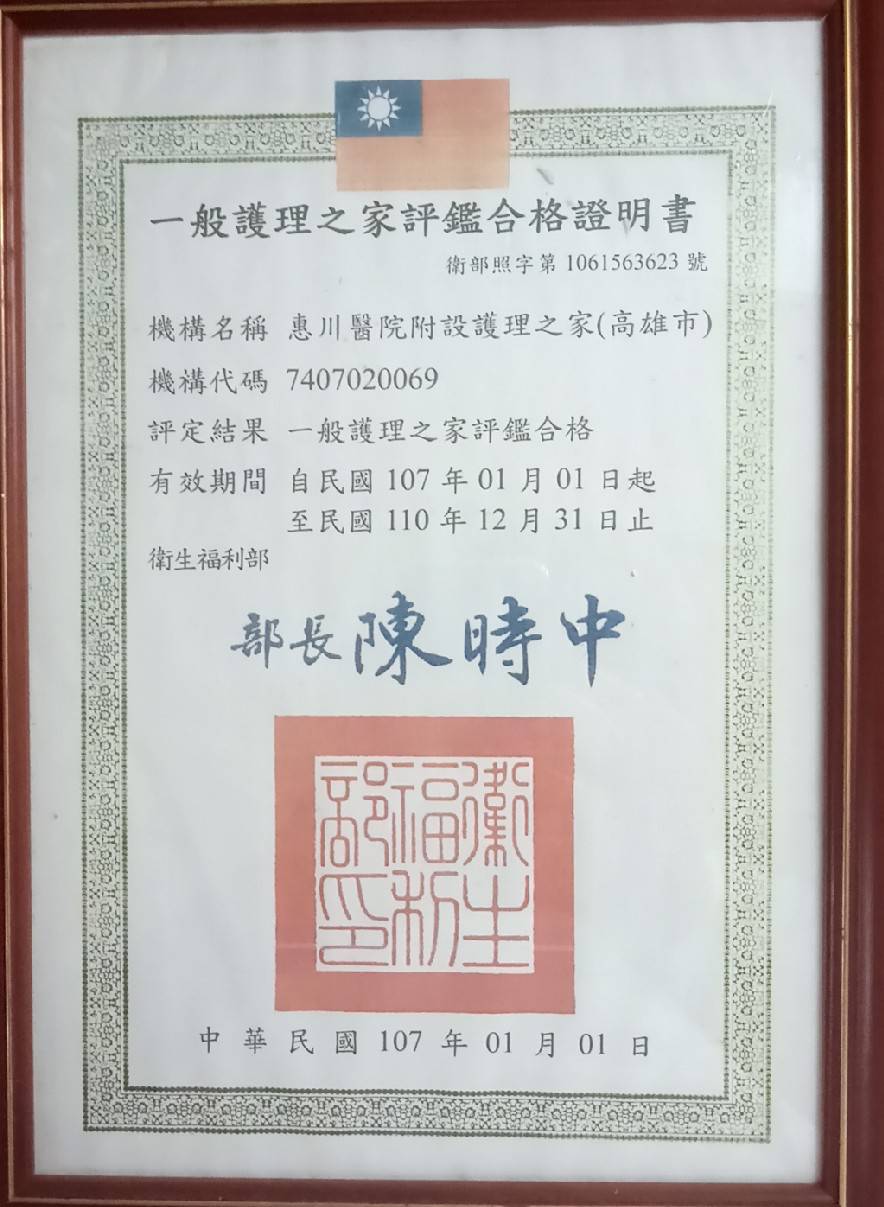 一般護理之家評鑑合格證明書
衛部照字第 1061563623 號
機構名稱 惠川醫院附設護理之家(高雄市)
機構代碼 7407020069
評定結果 一般護理之家評鑑合格
有效期間 自民國 107 年 01 月 01 日起
至民國 110 年 12 月 31 日止
衛生福利部
部長 陳時中
衛生福利部印
中華民國 107 年 01 月 01 日